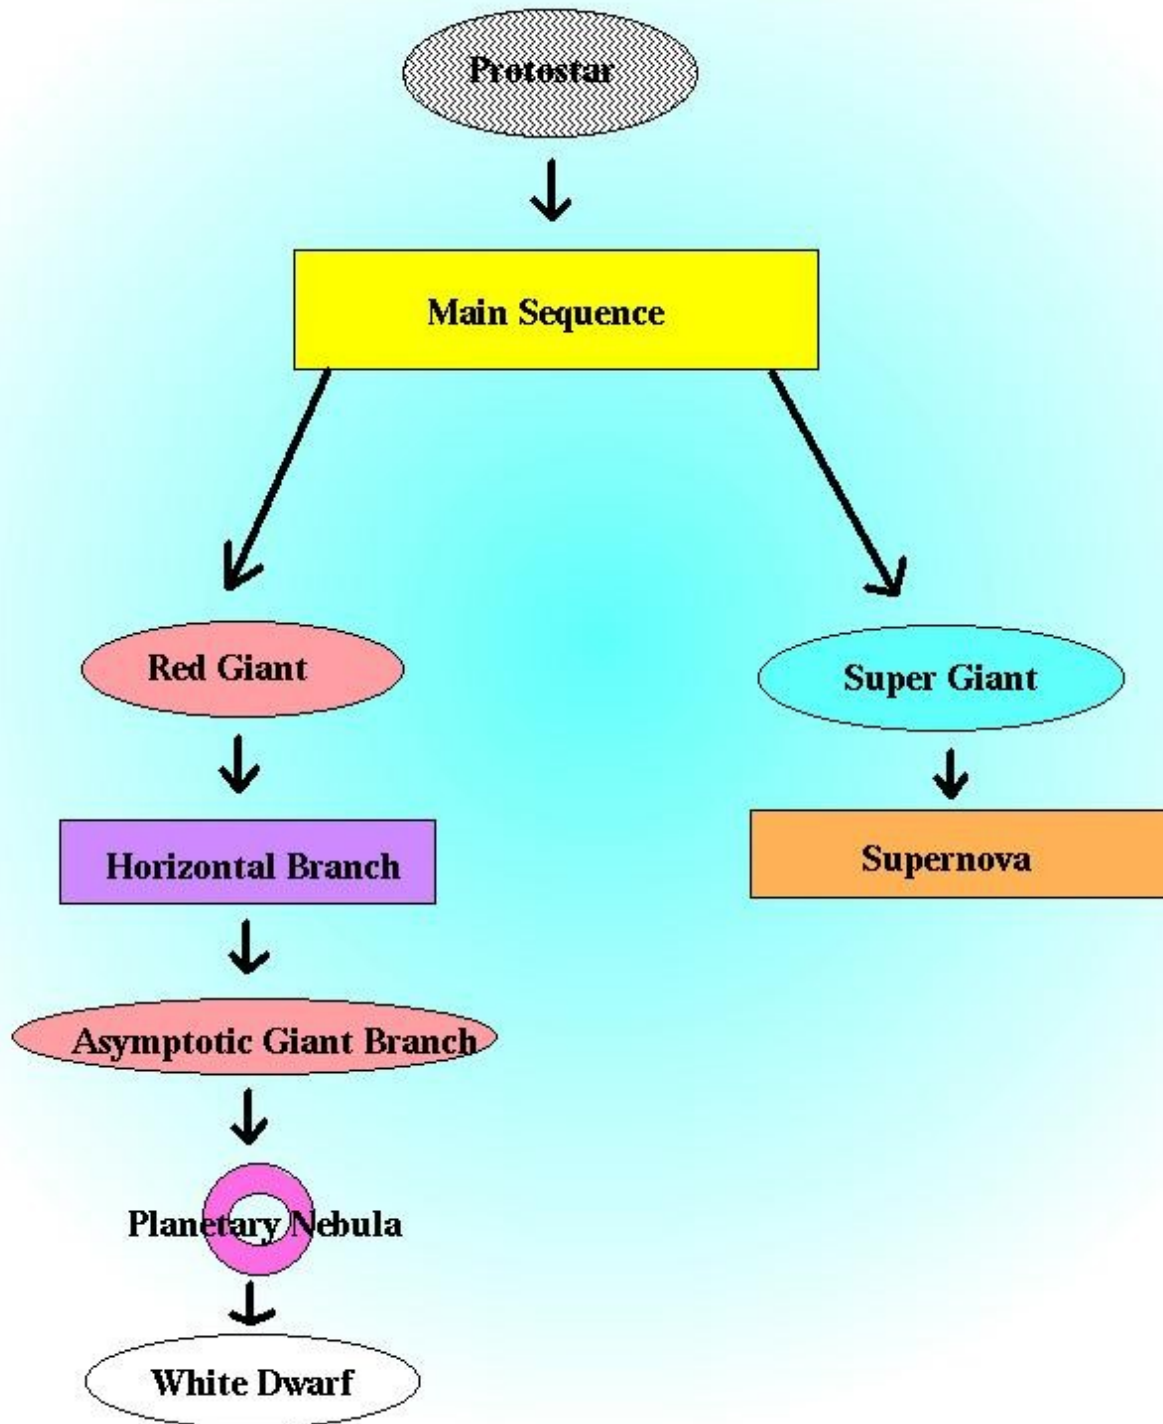 Protostar
Main Sequence
Red Giant
Super Giant
Horizontal Branch
Supernova
Asymptotic Giant Branch
Planetary Nebula
White Dwarf